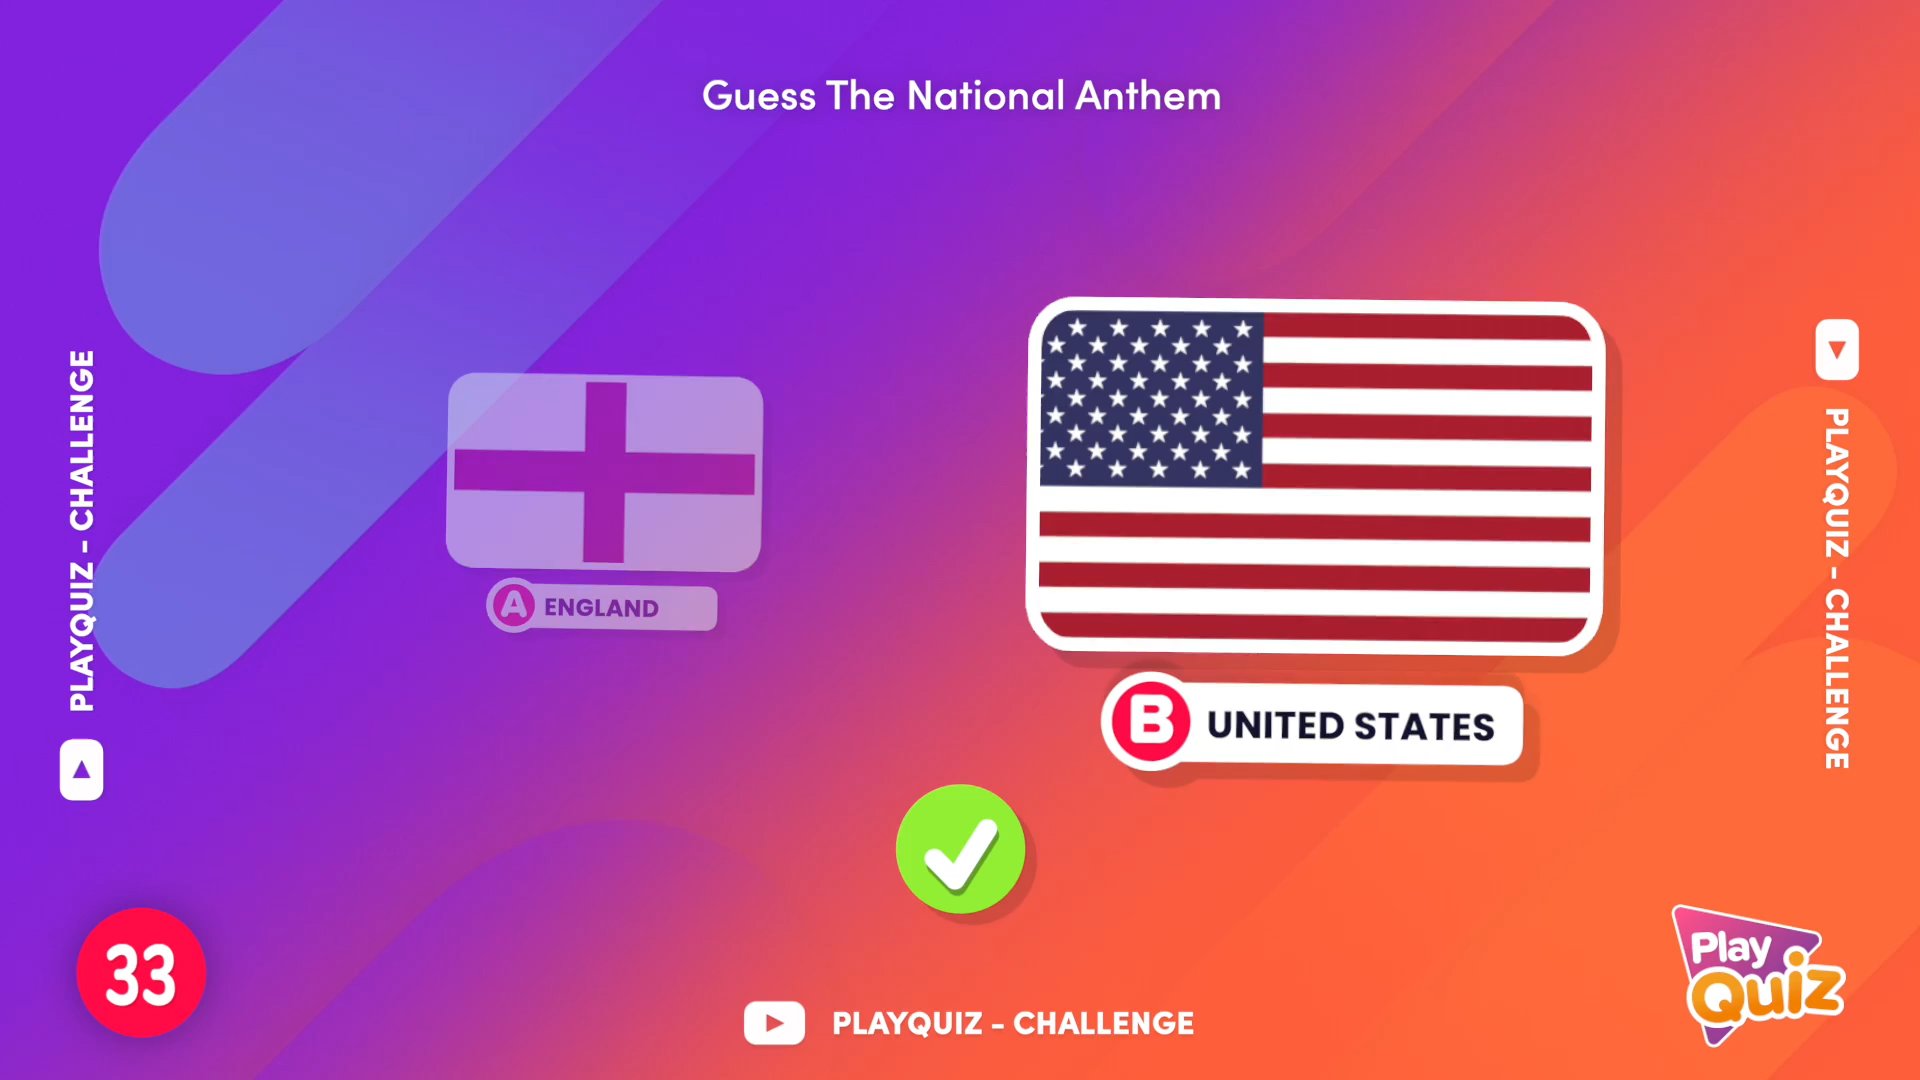 Guess The National Anthem
PLAYQUIZ - CHALLENGE
PLAYQUIZ - CHALLENGE
A ENGLAND
B UNITED STATES
33
Play
Quiz
PLAYQUIZ - CHALLENGE